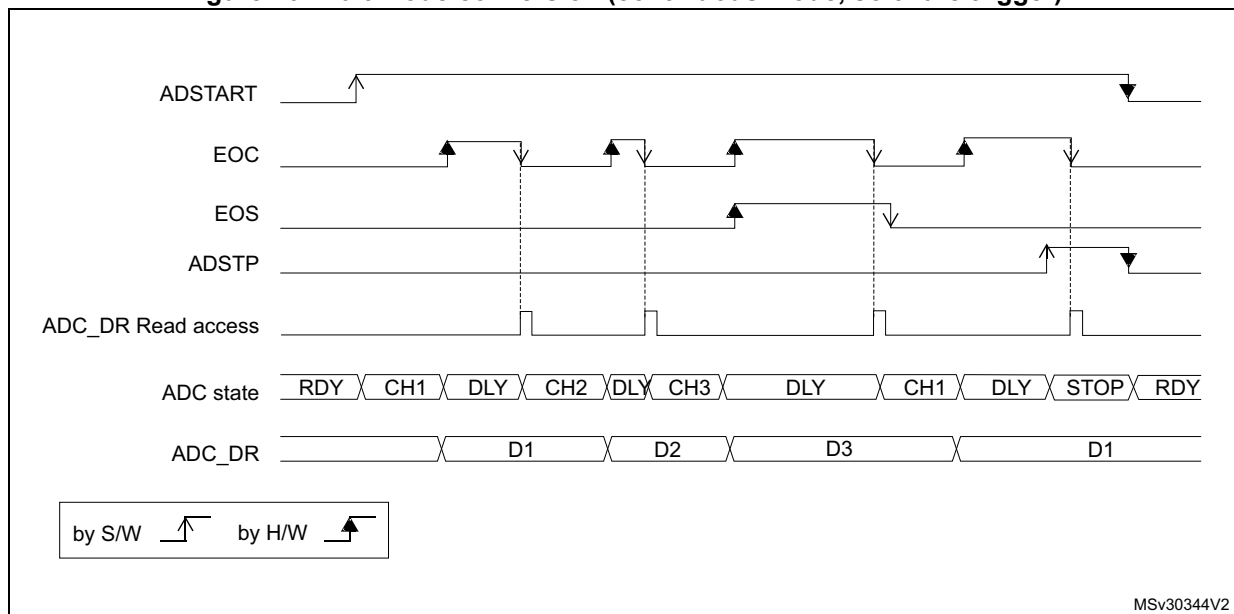 ADSTART
EOC
EOS
ADSTP
ADC_DR Read access
ADC state RDY CH1 DLY CH2 DLY CH3 DLY CH1 DLY STOP RDY
ADC_DR D1 D2 D3 D1
by S/W by H/W
MSv30344V2